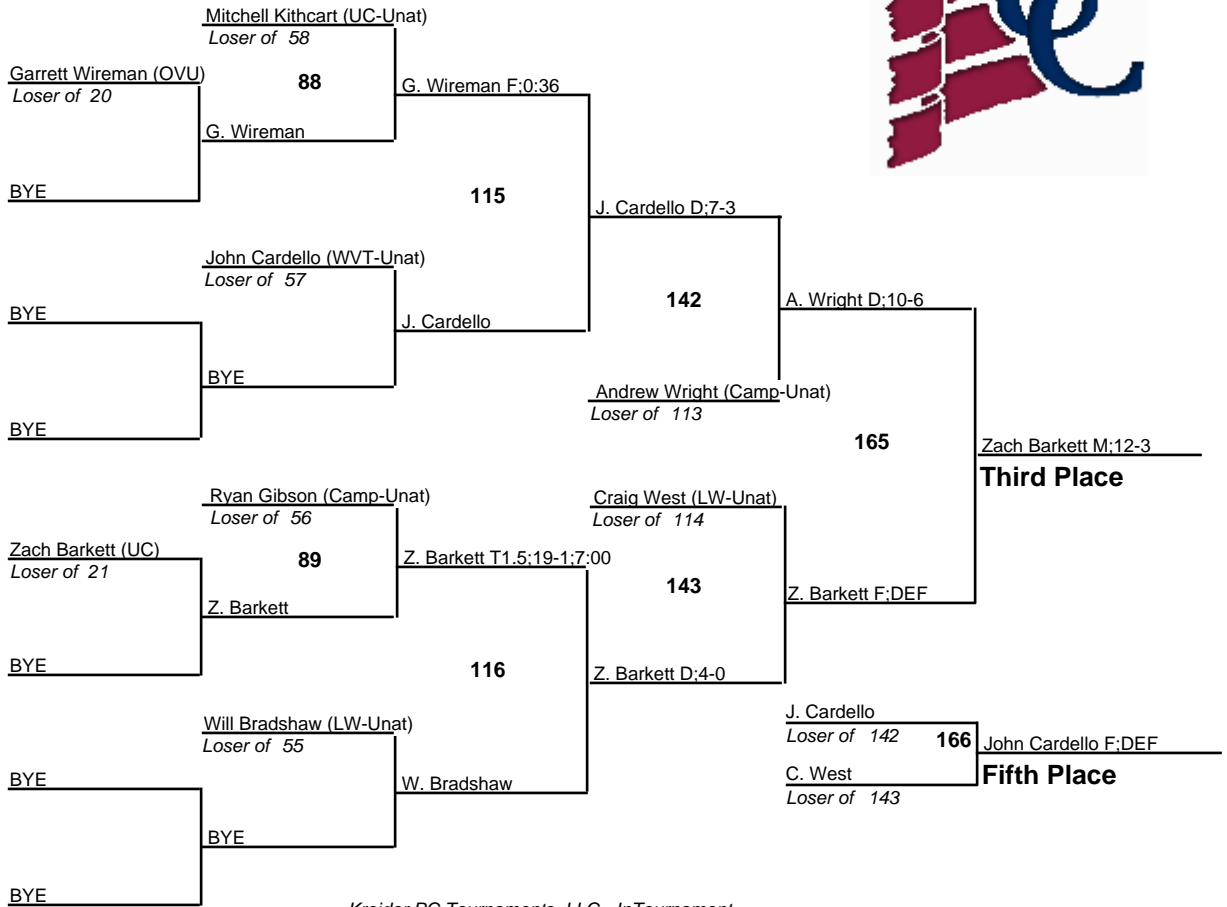 Mitchell Kithcart (UC-Unat)
Loser of 58
Garrett Wireman (OVU)
Loser of 20
88
G. Wireman F;0:36
G. Wireman
BYE
115
J. Cardello D;7-3
John Cardello (WVT-Unat)
Loser of 57
BYE
142
A. Wright D;10-6
J. Cardello
BYE
Andrew Wright (Camp-Unat)
Loser of 113
BYE
165
Zach Barkett M;12-3
Third Place
Ryan Gibson (Camp-Unat)
Loser of 56
Craig West (LW-Unat)
Loser of 114
Zach Barkett (UC)
Loser of 21
89
Z. Barkett T1.5;19-1;7:00
143
Z. Barkett
Z. Barkett F;DEF
BYE
116
Z. Barkett D;4-0
Will Bradshaw (LW-Unat)
Loser of 55
J. Cardello
Loser of 142
166
John Cardello F;DEF
Fifth Place
BYE
W. Bradshaw
C. West
Loser of 143
BYE
BYE